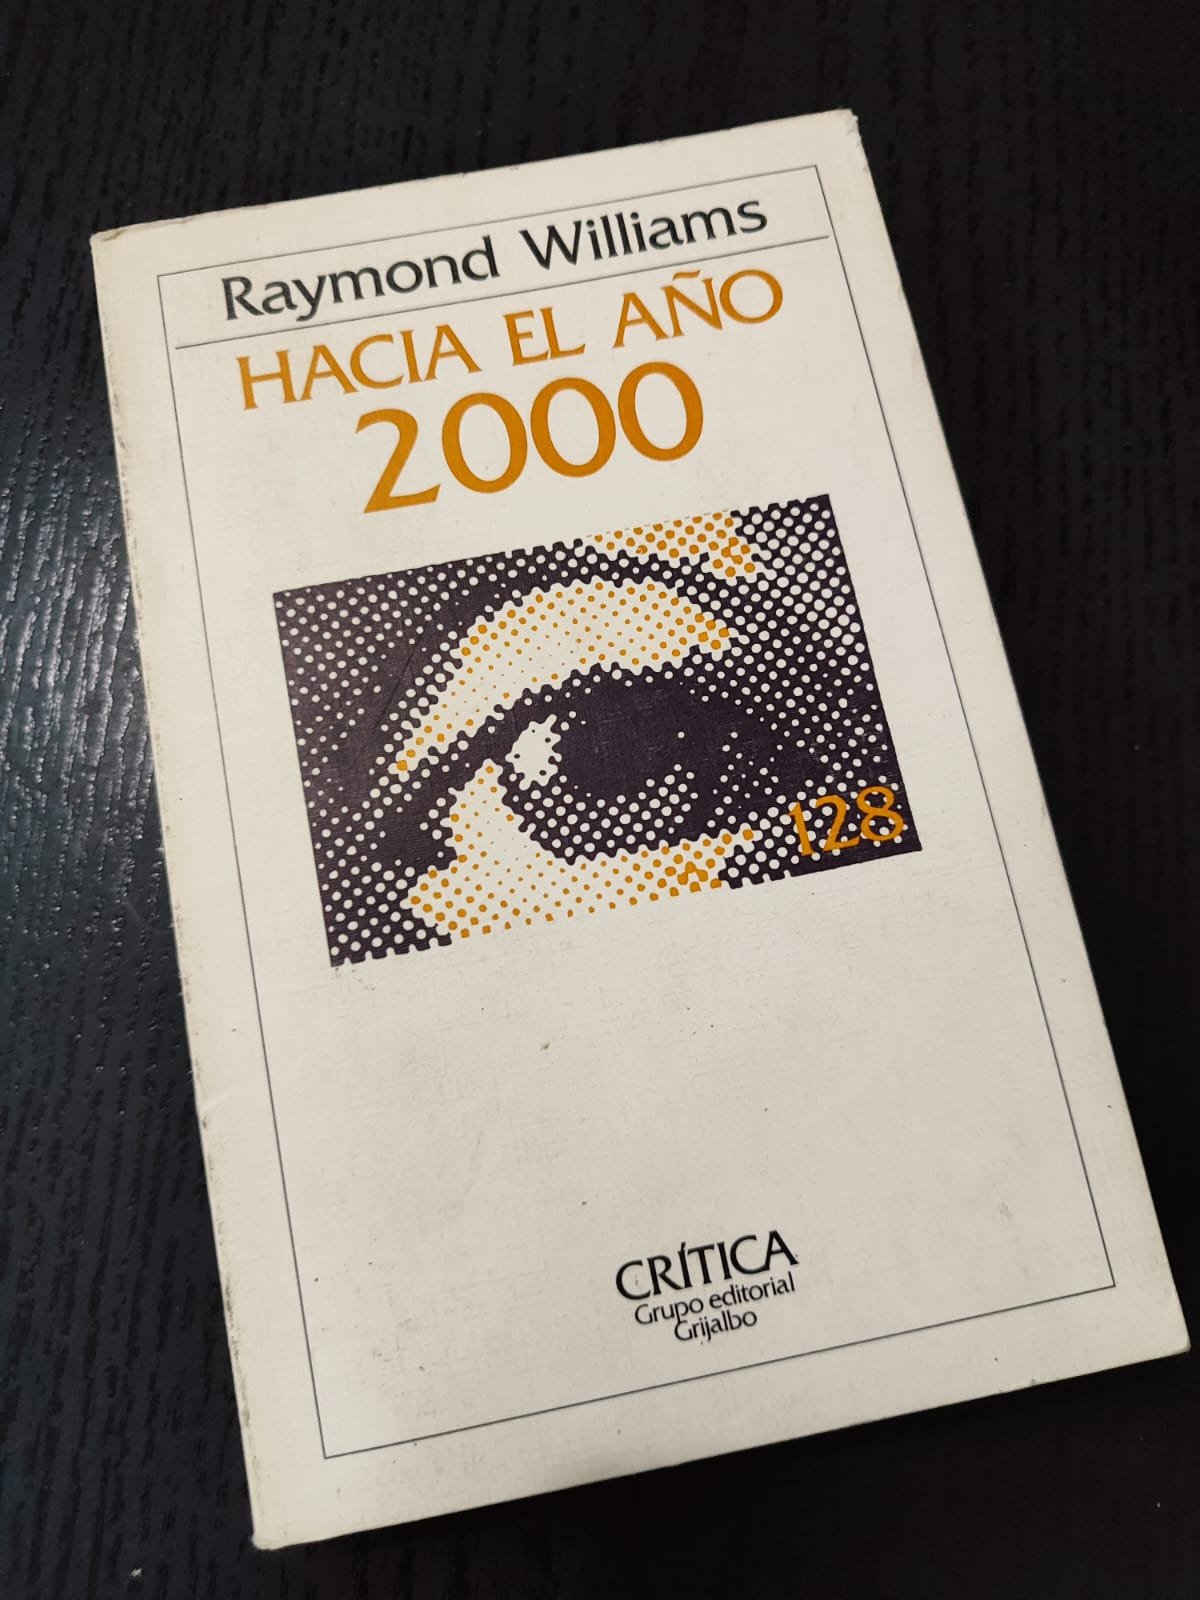 Raymond Williams
HACIA EL AÑO
2000
128
CRÍTICA
Grupo editorial
Grijalbo